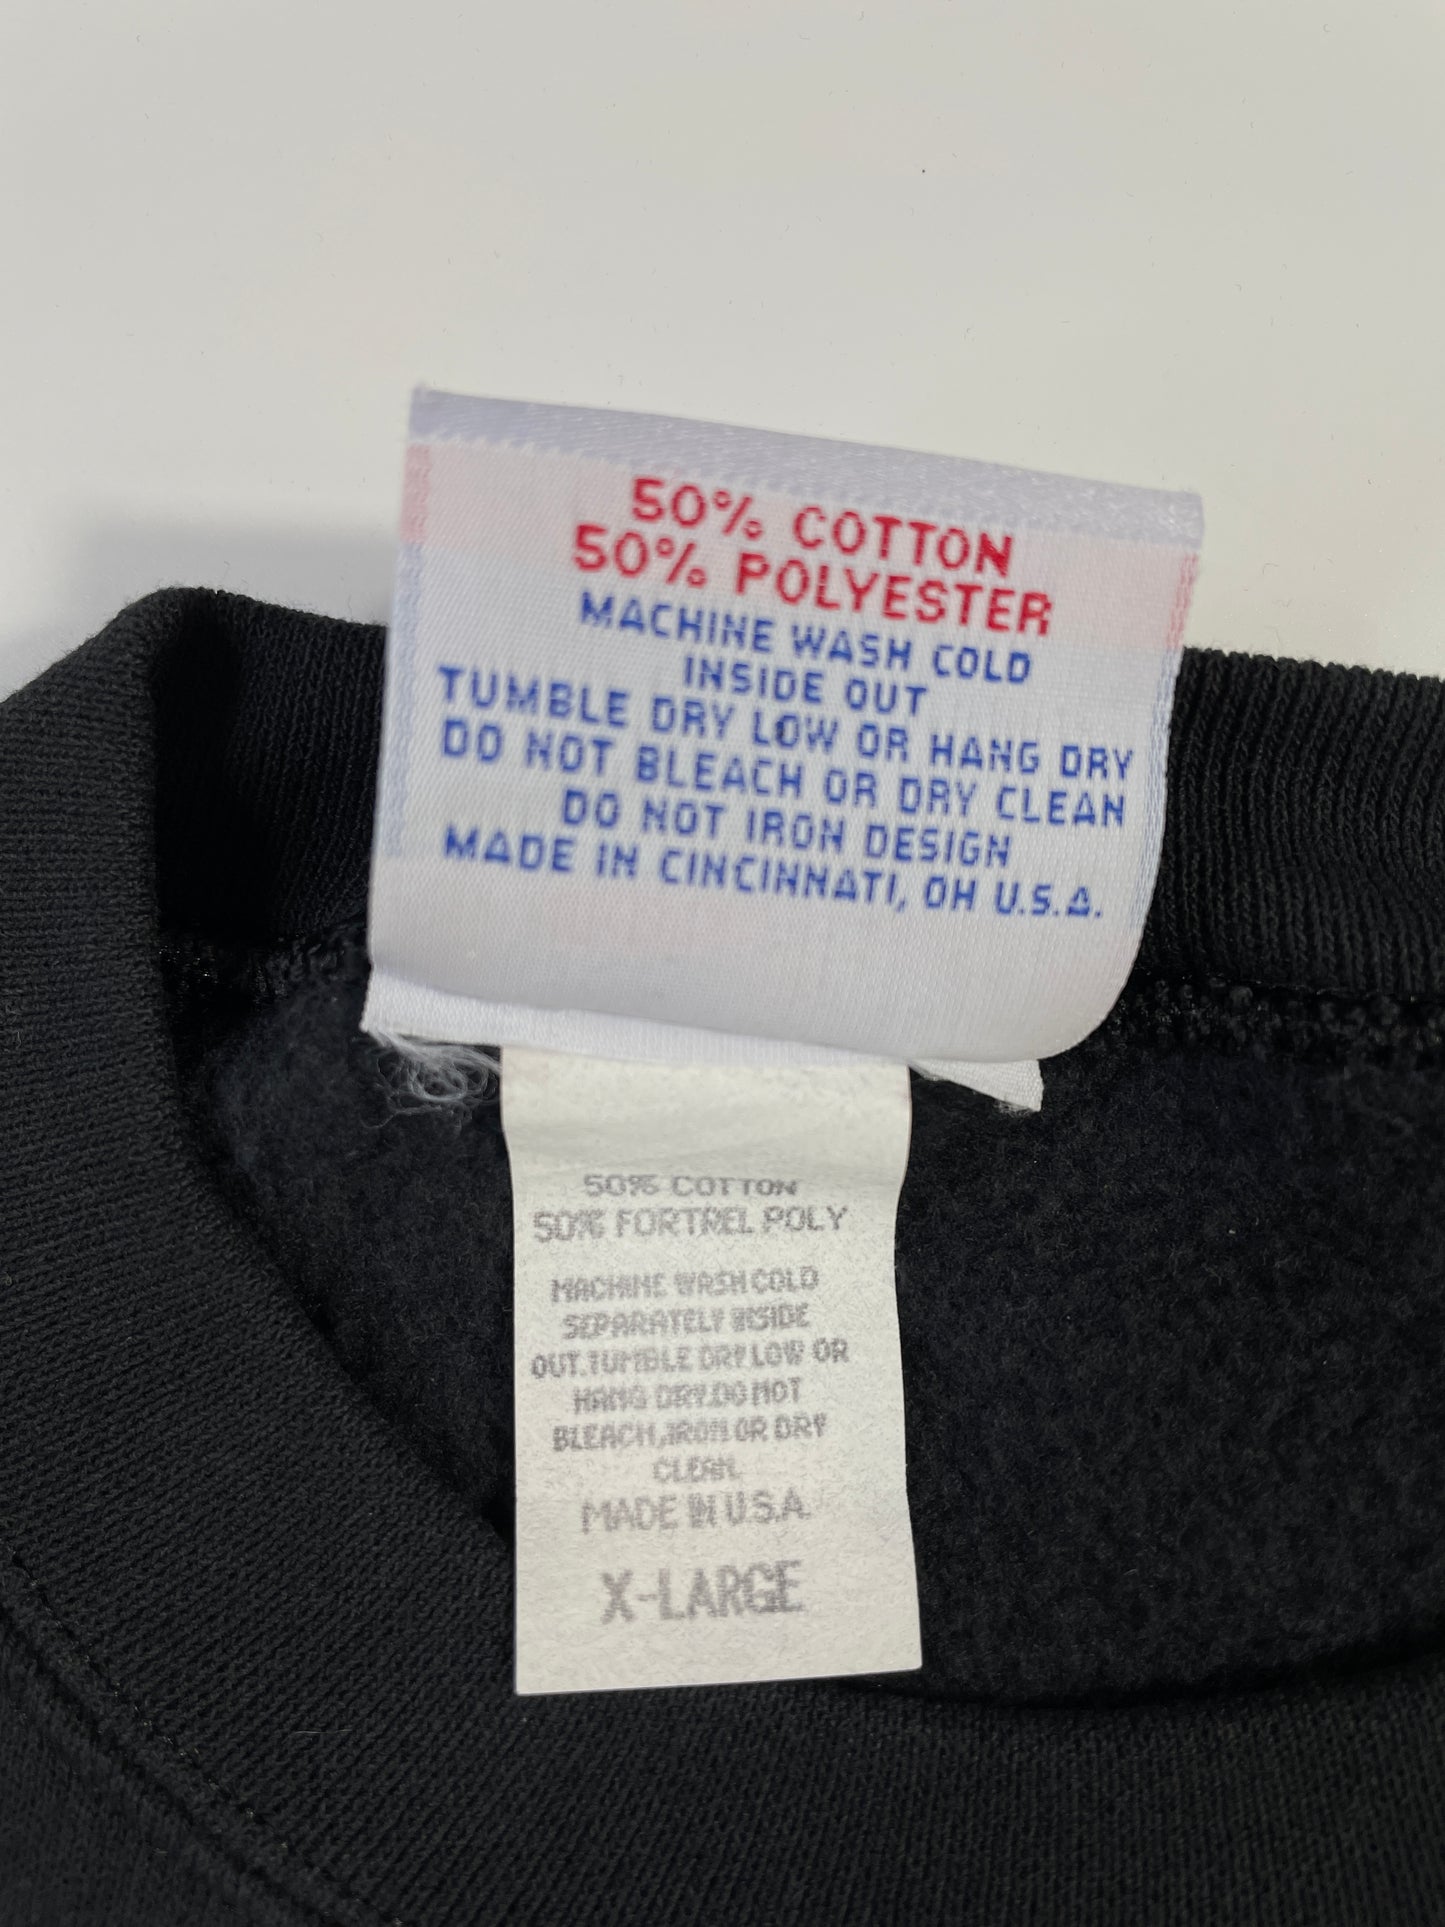 50% COTTON
50% POLYESTER
MACHINE WASH COLD
INSIDE OUT
TUMBLE DRY LOW OR HANG DRY
DO NOT BLEACH OR DRY CLEAN
DO NOT IRON DESIGN
MADE IN CINCINNATI, OH U.S.A.
50% COTTON
50% FORTREL POLY
MACHINE WASH COLD
SEPARATELY INSIDE
OUT.TUMBLE DRY LOW OR
HANG DRY.DO NOT
BLEACH,IRON OR DRY
CLEAN.
MADE IN U.S.A.
X-LARGE